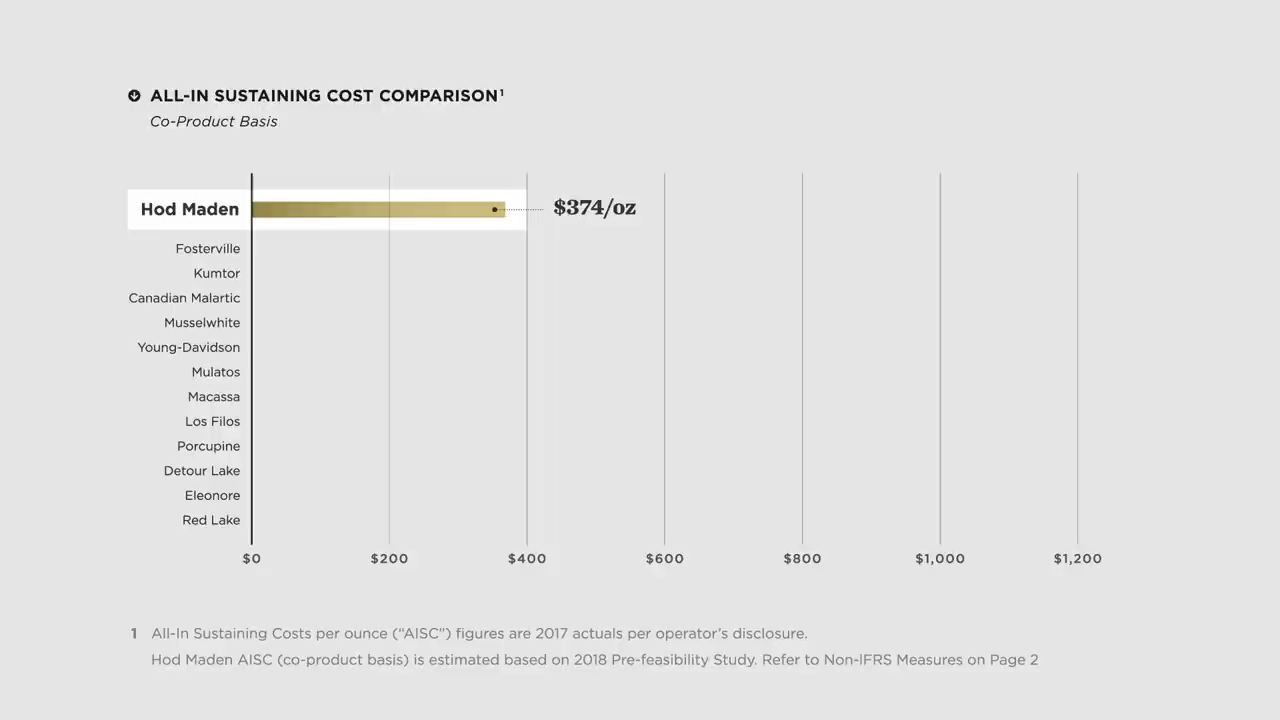 ALL-IN SUSTAINING COST COMPARISON¹
Co-Product Basis
Hod Maden
$374/oz
Fosterville
Kumtor
Canadian Malartic
Musselwhite
Young-Davidson
Mulatos
Macassa
Los Filos
Porcupine
Detour Lake
Eleonore
Red Lake
$0 $200 $400 $600 $800 $1,000 $1,200
1 All-In Sustaining Costs per ounce (“AISC”) figures are 2017 actuals per operator’s disclosure.
Hod Maden AISC (co-product basis) is estimated based on 2018 Pre-feasibility Study. Refer to Non-IFRS Measures on Page 2